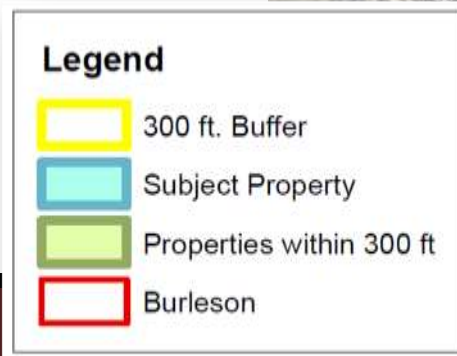 Legend
300 ft. Buffer
Subject Property
Properties within 300 ft
Burleson